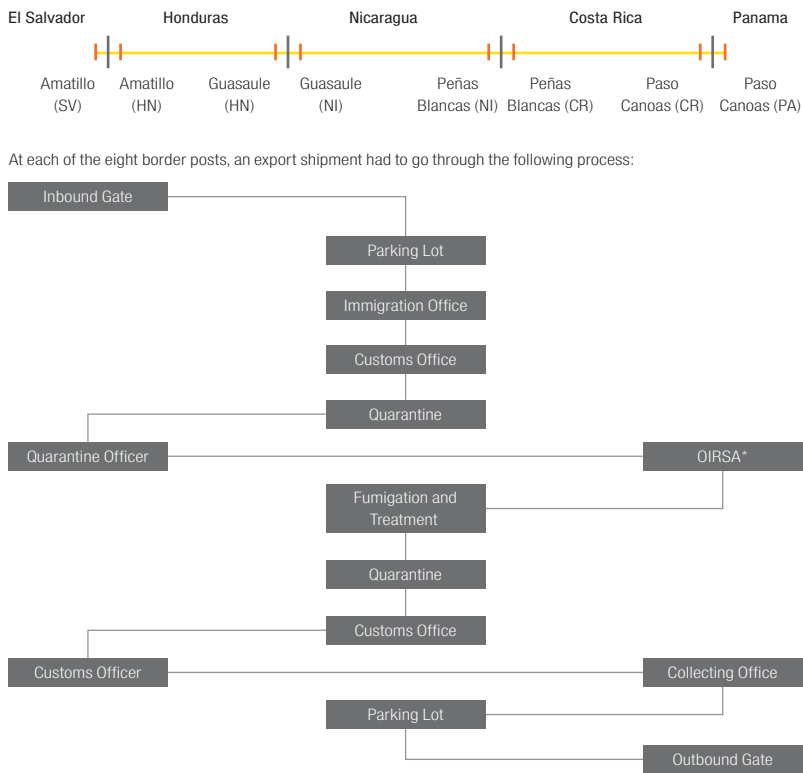 El Salvador Honduras Nicaragua Costa Rica Panama
Amatillo Amatillo Guasaule Guasaule Peñas Peñas Paso Paso
(SV) (HN) (HN) (NI) Blancas (NI) Blancas (CR) Canoas (CR) Canoas (PA)
At each of the eight border posts, an export shipment had to go through the following process:
Inbound Gate
Parking Lot
Immigration Office
Customs Office
Quarantine
Quarantine Officer OIRSA*
Fumigation and
Treatment
Quarantine
Customs Office
Customs Officer Collecting Office
Parking Lot
Outbound Gate